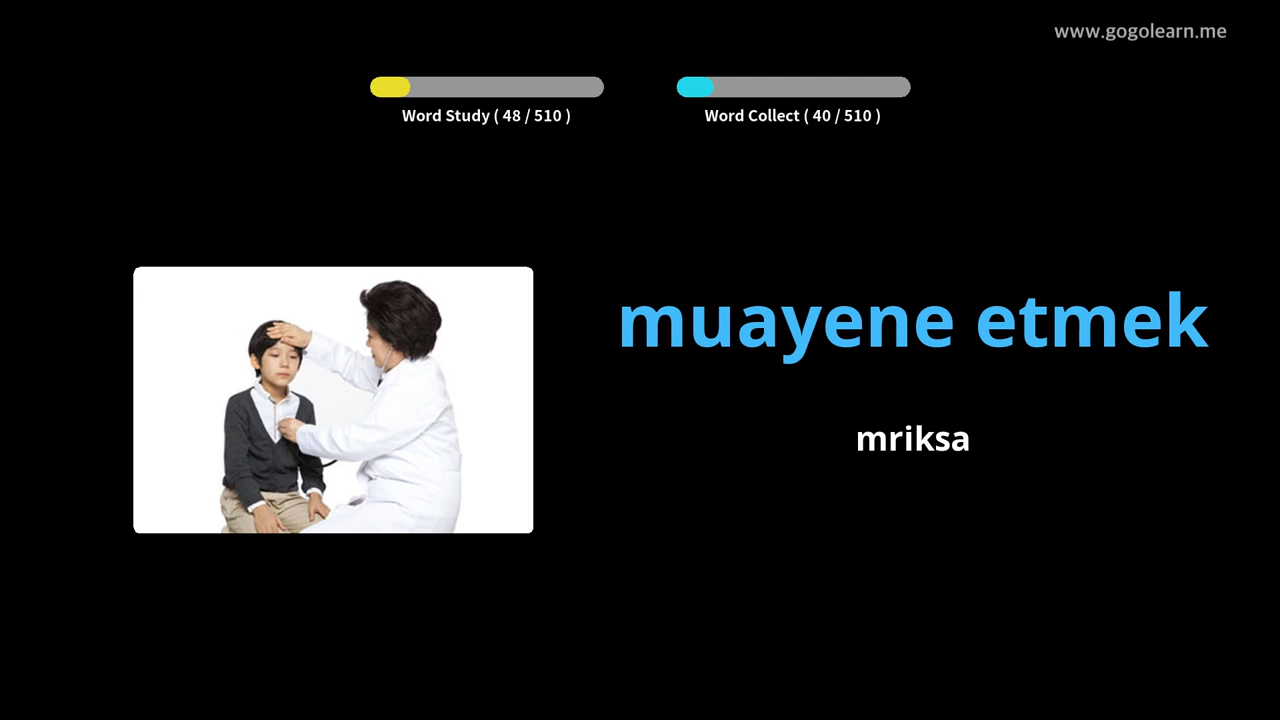 www.gogolearn.me
Word Study ( 48 / 510 )
Word Collect ( 40 / 510 )
muayene etmek
mriksa